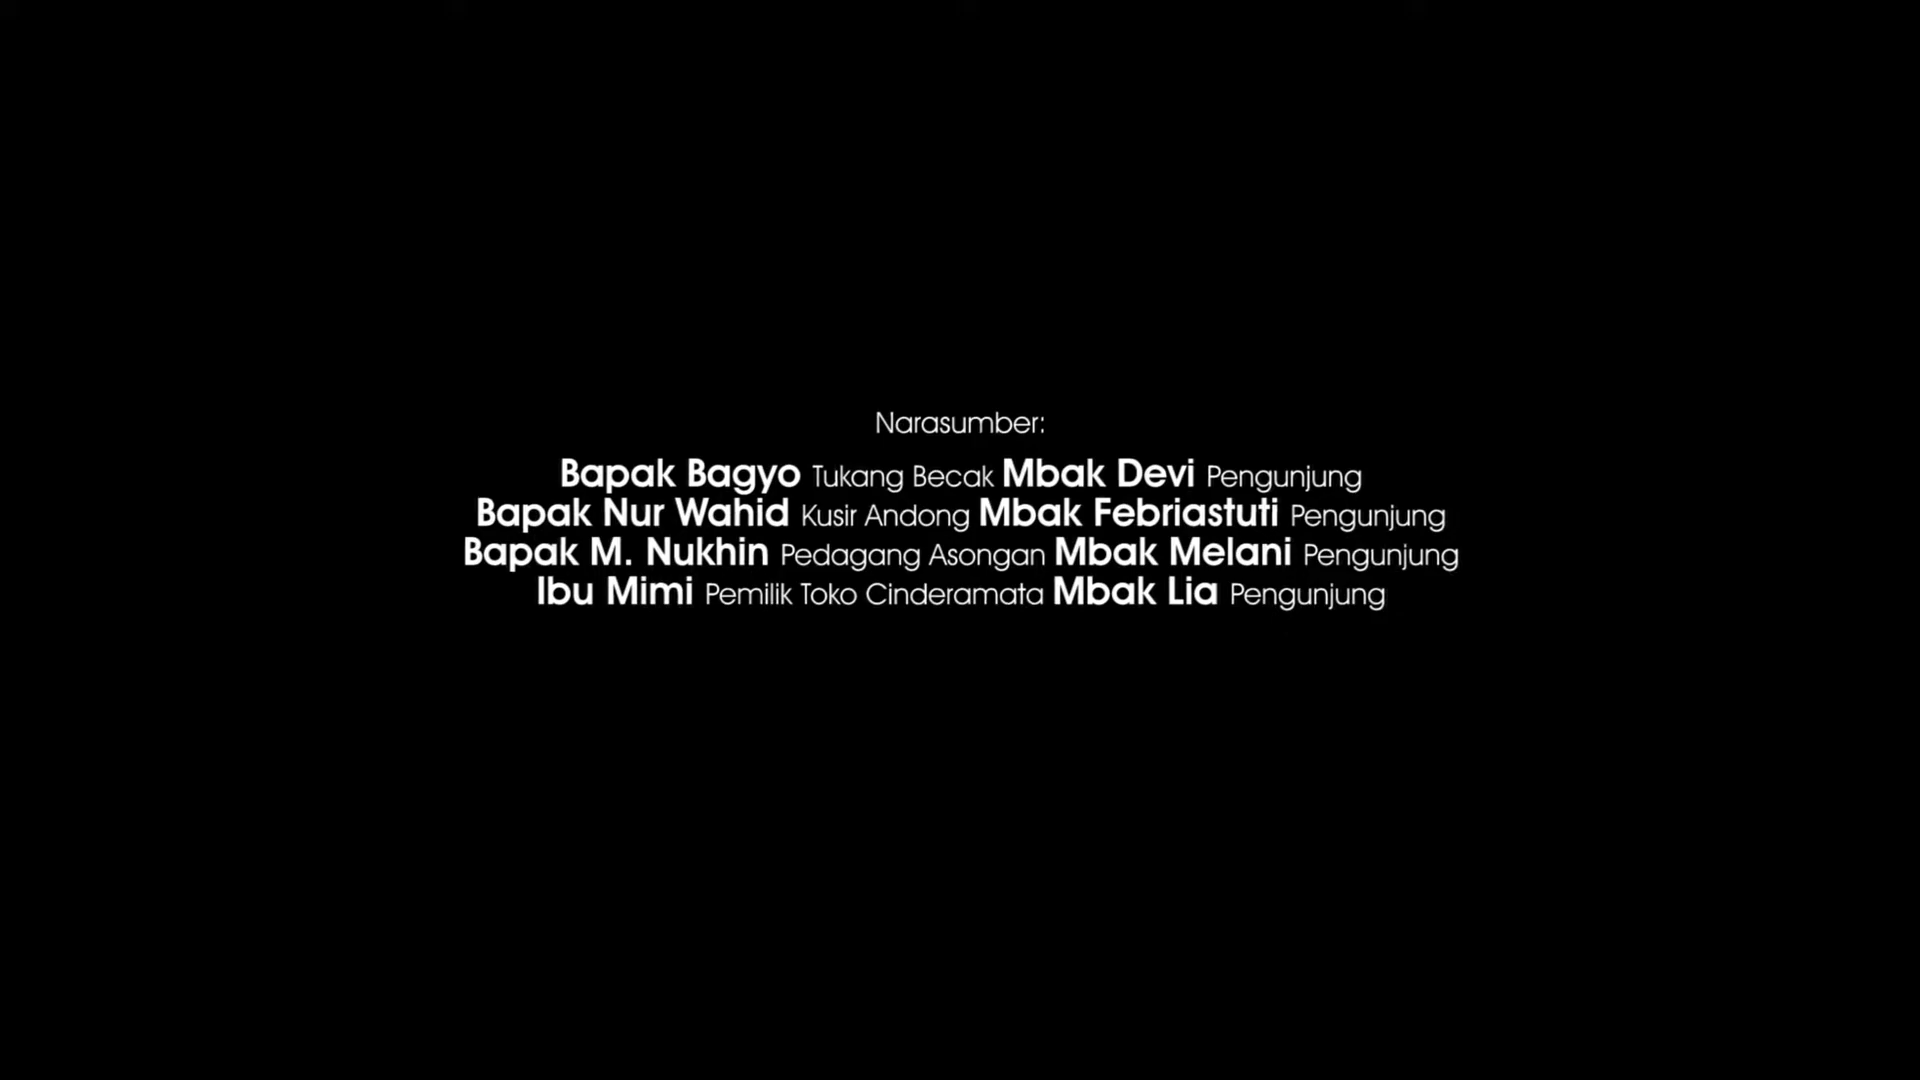 Narasumber:
Bapak Bagyo Tukang Becak Mbak Devi Pengunjung
Bapak Nur Wahid Kusir Andong Mbak Febriastuti Pengunjung
Bapak M. Nukhin Pedagang Asongan Mbak Melani Pengunjung
Ibu Mimi Pemilik Toko Cinderamata Mbak Lia Pengunjung